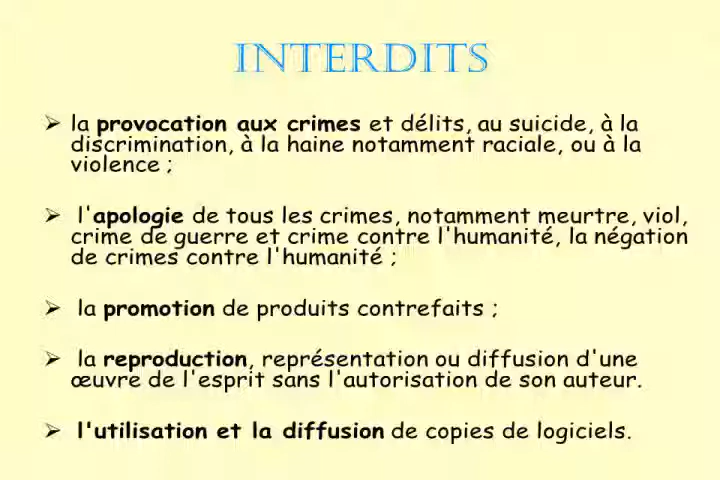 INTERDITS
➢ la provocation aux crimes et délits, au suicide, à la
discrimination, à la haine notamment raciale, ou à la
violence ;
➢ l'apologie de tous les crimes, notamment meurtre, viol,
crime de guerre et crime contre l'humanité, la négation
de crimes contre l'humanité ;
➢ la promotion de produits contrefaits ;
➢ la reproduction, représentation ou diffusion d'une
œuvre de l'esprit sans l'autorisation de son auteur.
➢ l'utilisation et la diffusion de copies de logiciels.